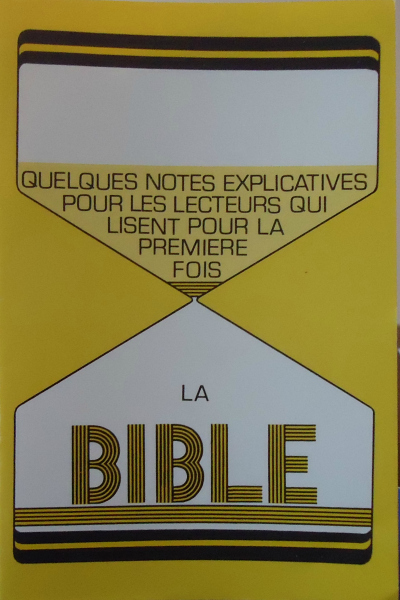 QUELQUES NOTES EXPLICATIVES
POUR LES LECTEURS QUI
LISENT POUR LA
PREMIERE
FOIS
LA
BIBLE